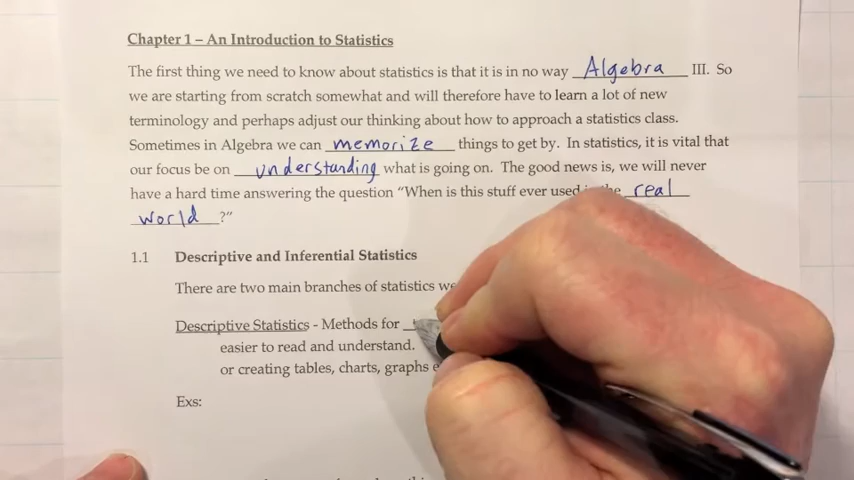 Chapter 1 – An Introduction to Statistics
The first thing we need to know about statistics is that it is in no way Algebra III. So
we are starting from scratch somewhat and will therefore have to learn a lot of new
terminology and perhaps adjust our thinking about how to approach a statistics class.
Sometimes in Algebra we can memorize things to get by. In statistics, it is vital that
our focus be on understanding what is going on. The good news is, we will never
have a hard time answering the question "When is this stuff ever used the real
world ?"
1.1 Descriptive and Inferential Statistics
There are two main branches of statistics we
Descriptive Statistics - Methods for
easier to read and understand.
or creating tables, charts, graphs
Exs: